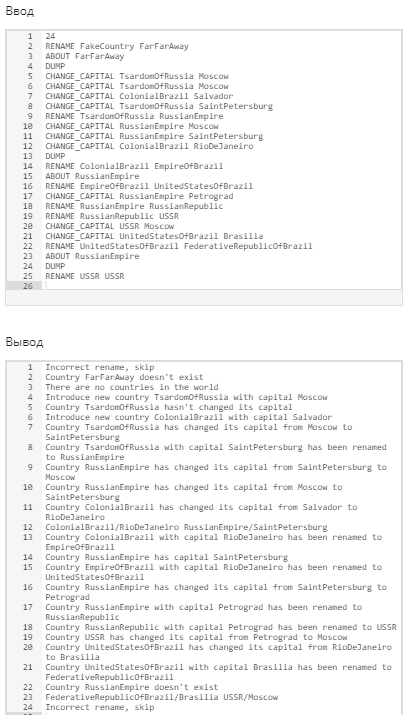 Ввод
1 24
2 RENAME FakeCountry FarFarAway
3 ABOUT FarFarAway
4 DUMP
5 CHANGE_CAPITAL TsardomOfRussia Moscow
6 CHANGE_CAPITAL TsardomOfRussia Moscow
7 CHANGE_CAPITAL ColonialBrazil Salvador
8 CHANGE_CAPITAL TsardomOfRussia SaintPetersburg
9 RENAME TsardomOfRussia RussianEmpire
10 CHANGE_CAPITAL RussianEmpire Moscow
11 CHANGE_CAPITAL RussianEmpire SaintPetersburg
12 CHANGE_CAPITAL ColonialBrazil RioDeJaneiro
13 DUMP
14 RENAME ColonialBrazil EmpireOfBrazil
15 ABOUT RussianEmpire
16 RENAME EmpireOfBrazil UnitedStatesOfBrazil
17 CHANGE_CAPITAL RussianEmpire Petrograd
18 RENAME RussianEmpire RussianRepublic
19 RENAME RussianRepublic USSR
20 CHANGE_CAPITAL USSR Moscow
21 CHANGE_CAPITAL UnitedStatesOfBrazil Brasilia
22 RENAME UnitedStatesOfBrazil FederativeRepublicOfBrazil
23 ABOUT RussianEmpire
24 DUMP
25 RENAME USSR USSR
26
Вывод
1 Incorrect rename, skip
2 Country FarFarAway doesn't exist
3 There are no countries in the world
4 Introduce new country TsardomOfRussia with capital Moscow
5 Country TsardomOfRussia hasn't changed its capital
6 Introduce new country ColonialBrazil with capital Salvador
7 Country TsardomOfRussia has changed its capital from Moscow to
SaintPetersburg
8 Country TsardomOfRussia with capital SaintPetersburg has been renamed
to RussianEmpire
9 Country RussianEmpire has changed its capital from SaintPetersburg to
Moscow
10 Country RussianEmpire has changed its capital from Moscow to
SaintPetersburg
11 Country ColonialBrazil has changed its capital from Salvador to
RioDeJaneiro
12 ColonialBrazil/RioDeJaneiro RussianEmpire/SaintPetersburg
13 Country ColonialBrazil with capital RioDeJaneiro has been renamed to
EmpireOfBrazil
14 Country RussianEmpire has capital SaintPetersburg
15 Country EmpireOfBrazil with capital RioDeJaneiro has been renamed to
UnitedStatesOfBrazil
16 Country RussianEmpire has changed its capital from SaintPetersburg to
Petrograd
17 Country RussianEmpire with capital Petrograd has been renamed to
RussianRepublic
18 Country RussianRepublic with capital Petrograd has been renamed to USSR
19 Country USSR has changed its capital from Petrograd to Moscow
20 Country UnitedStatesOfBrazil has changed its capital from RioDeJaneiro
to Brasilia
21 Country UnitedStatesOfBrazil with capital Brasilia has been renamed to
FederativeRepublicOfBrazil
22 Country RussianEmpire doesn't exist
23 FederativeRepublicOfBrazil/Brasilia USSR/Moscow
24 Incorrect rename, skip